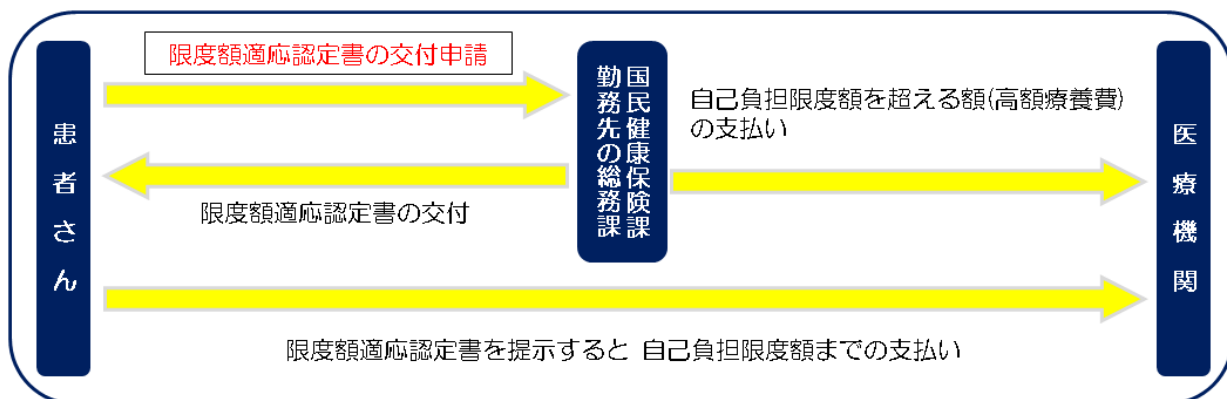 限度額適応認定書の交付申請
患者さん
国民健康保険課
勤務先の総務課
自己負担限度額を超える額(高額療養費)
の支払い
医療機関
限度額適応認定書の交付
限度額適応認定書を提示すると 自己負担限度額までの支払い